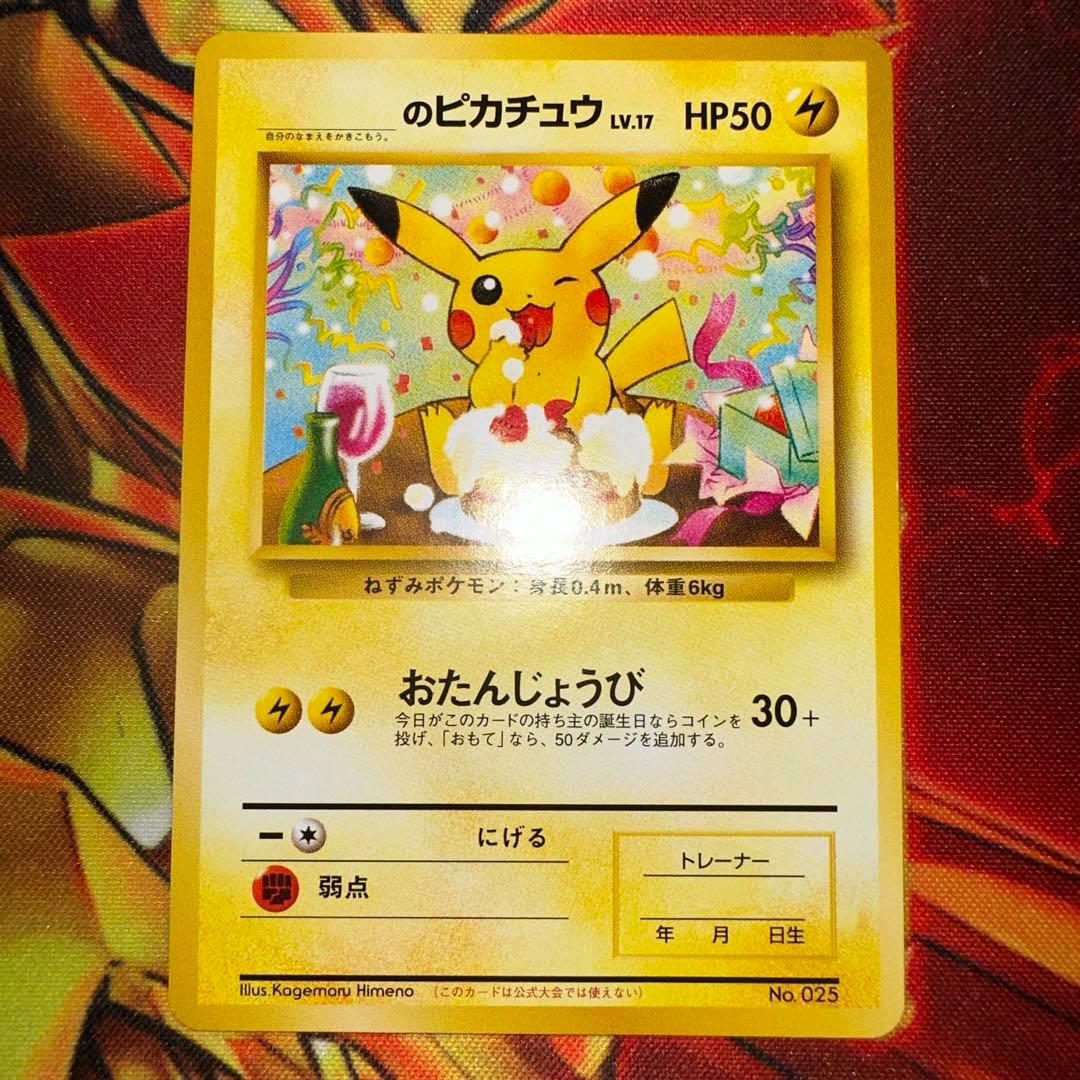 のピカチュウ LV.17 HP50
自分のなまえをかきこもう。
ねずみポケモン：身長0.4m、体重6kg
おたんじょうび 30+
今日がこのカードの持ち主の誕生日ならコインを
投げ、「おもて」なら、50ダメージを追加する。
にげる
弱点
トレーナー
年 月 日生
Illus.Kagemaru Himeno （このカードは公式大会では使えない） No. 025